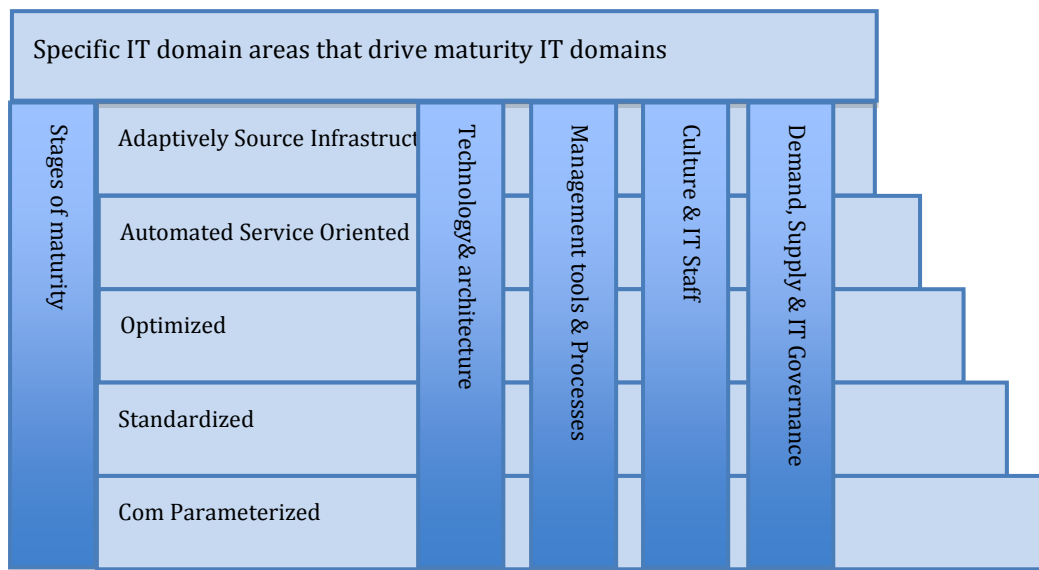 Specific IT domain areas that drive maturity IT domains
Stages of maturity
Adaptively Source Infrastruct
Automated Service Oriented
Optimized
Standardized
Com Parameterized
Technology& architecture
Management tools & Processes
Culture & IT Staff
Demand, Supply & IT Governance